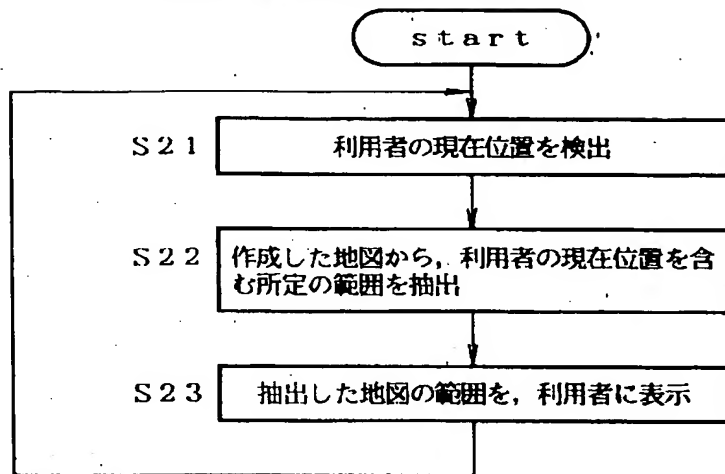 start
S21 利用者の現在位置を検出
S22 作成した地図から，利用者の現在位置を含
む所定の範囲を抽出
S23 抽出した地図の範囲を，利用者に表示